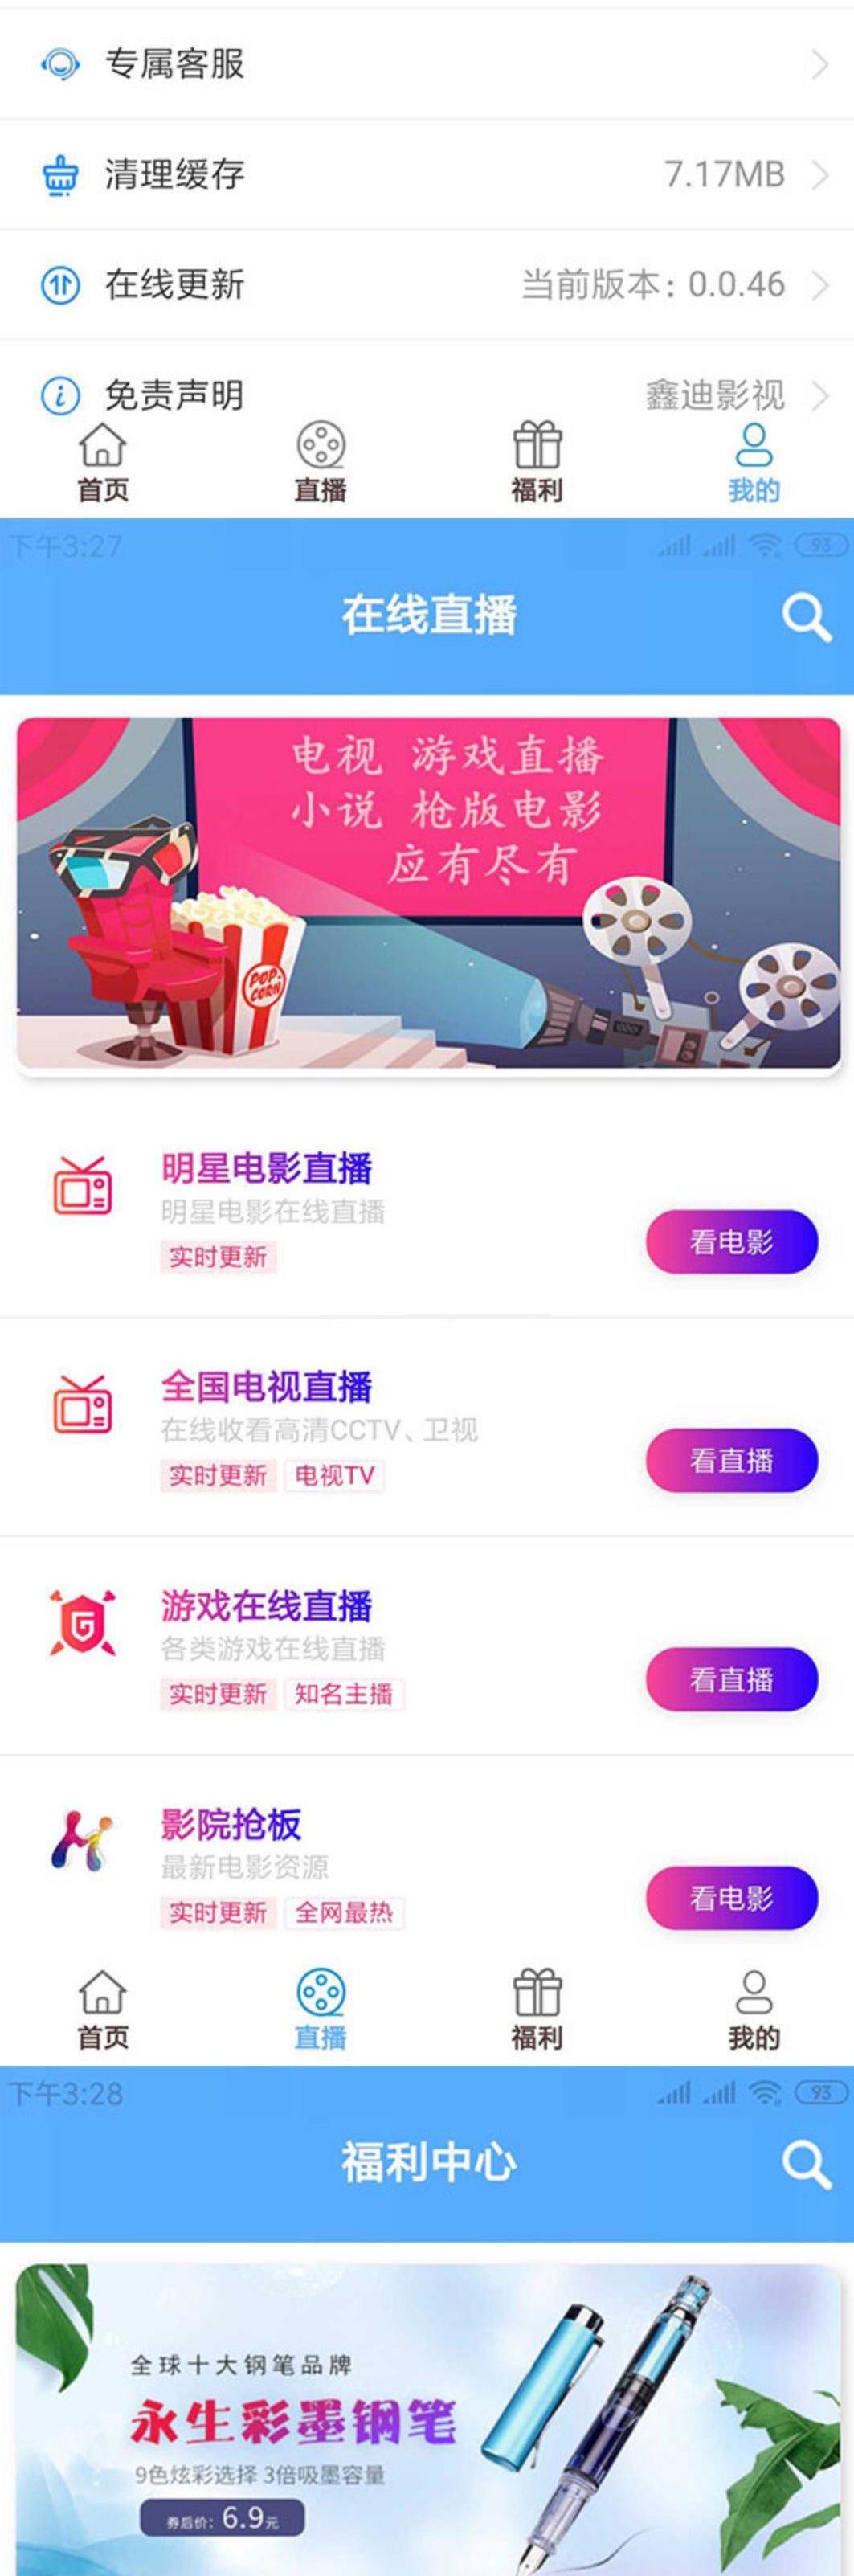 专属客服
清理缓存 7.17MB
在线更新 当前版本：0.0.46
免责声明 鑫迪影视
首页 直播 福利 我的
下午3:27 93
在线直播
电视 游戏直播
小说 枪版电影
应有尽有
POP-
CORN
明星电影直播
明星电影在线直播
看电影
实时更新
全国电视直播
在线收看高清CCTV、卫视
看直播
实时更新 电视TV
游戏在线直播
各类游戏在线直播
看直播
实时更新 知名主播
影院抢板
最新电影资源
看电影
实时更新 全网最热
首页 直播 福利 我的
下午3:28 93
福利中心
全球十大钢笔品牌
永生彩墨钢笔
9色炫彩选择 3倍吸墨容量
券后价：6.9元